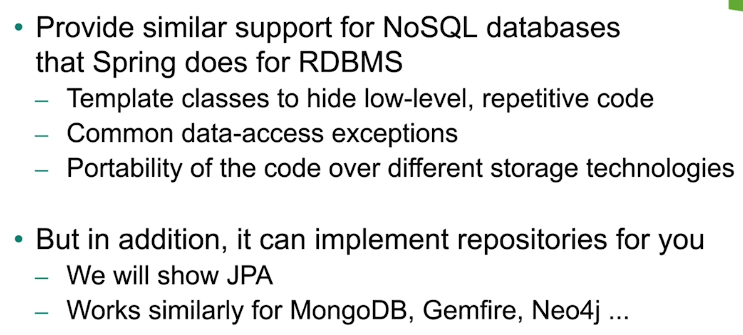 • Provide similar support for NoSQL databases
that Spring does for RDBMS
– Template classes to hide low-level, repetitive code
– Common data-access exceptions
– Portability of the code over different storage technologies
• But in addition, it can implement repositories for you
– We will show JPA
– Works similarly for MongoDB, Gemfire, Neo4j ...